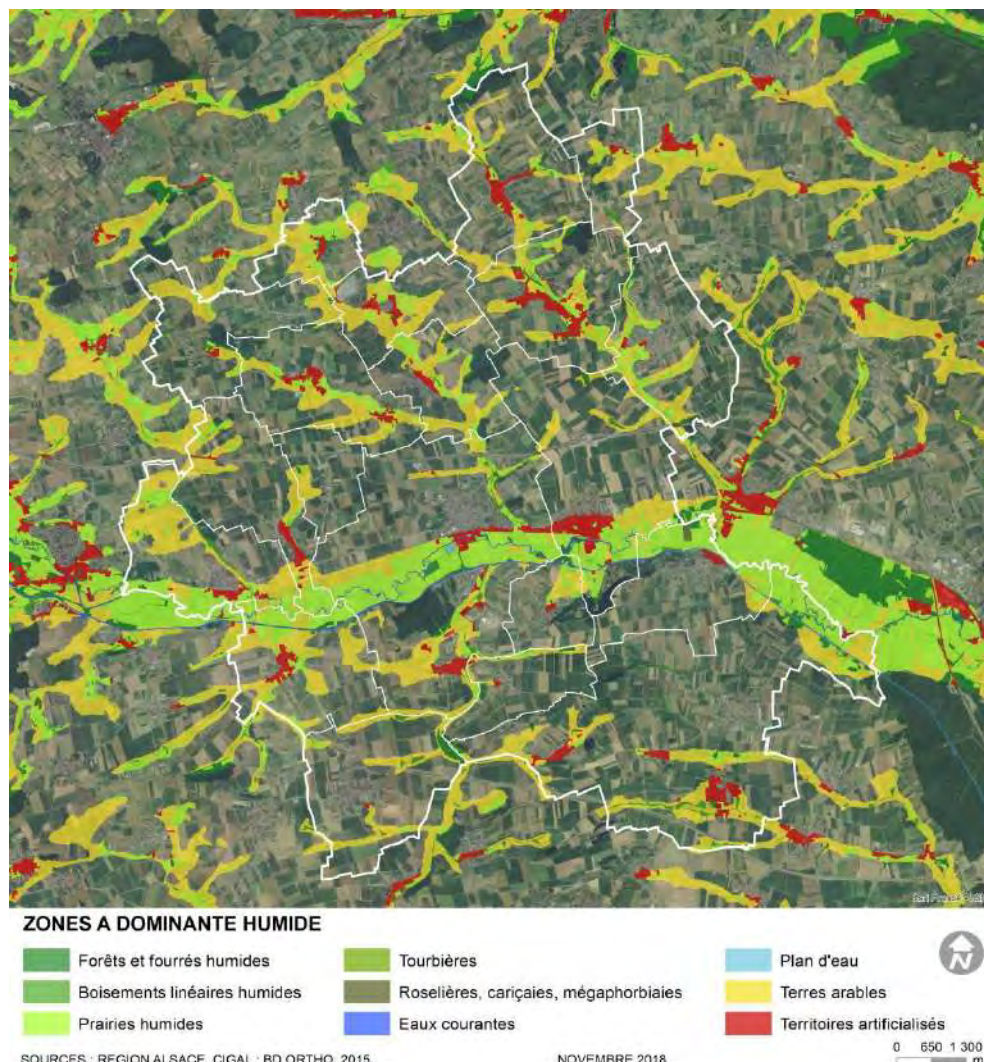 ZONES A DOMINANTE HUMIDE
Forêts et fourrés humides
Boisements linéaires humides
Prairies humides
Tourbières
Roselières, cariçaies, mégaphorbiaies
Eaux courantes
Plan d'eau
Terres arables
Territoires artificialisés
N
SOURCES : REGION ALSACE, CIGAL ; BD ORTHO, 2015
NOVEMBRE 2018
0 650 1 300
m